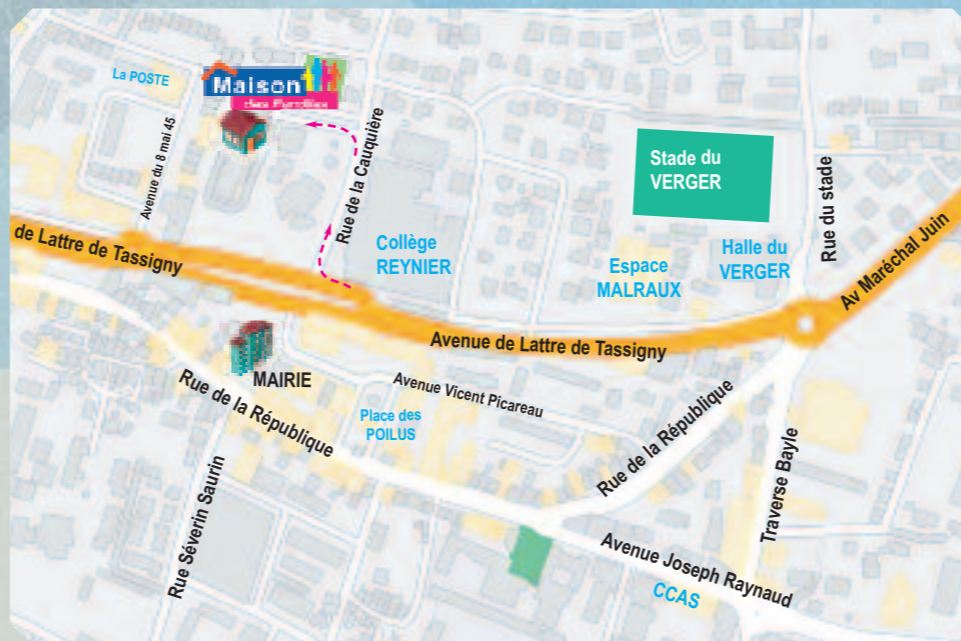 La POSTE
Maison
des Familles
Avenue du 8 mai 45
Rue de la Cauquière
Stade du
VERGER
Rue du stade
de Lattre de Tassigny
Collège
REYNIER
Espace
MALRAUX
Halle du
VERGER
Av Maréchal Juin
Avenue de Lattre de Tassigny
MAIRIE
Avenue Vicent Picareau
Rue de la République
Place des
POILUS
Rue de la République
Traverse Bayle
Rue Séverin Saurin
Avenue Joseph Raynaud
CCAS